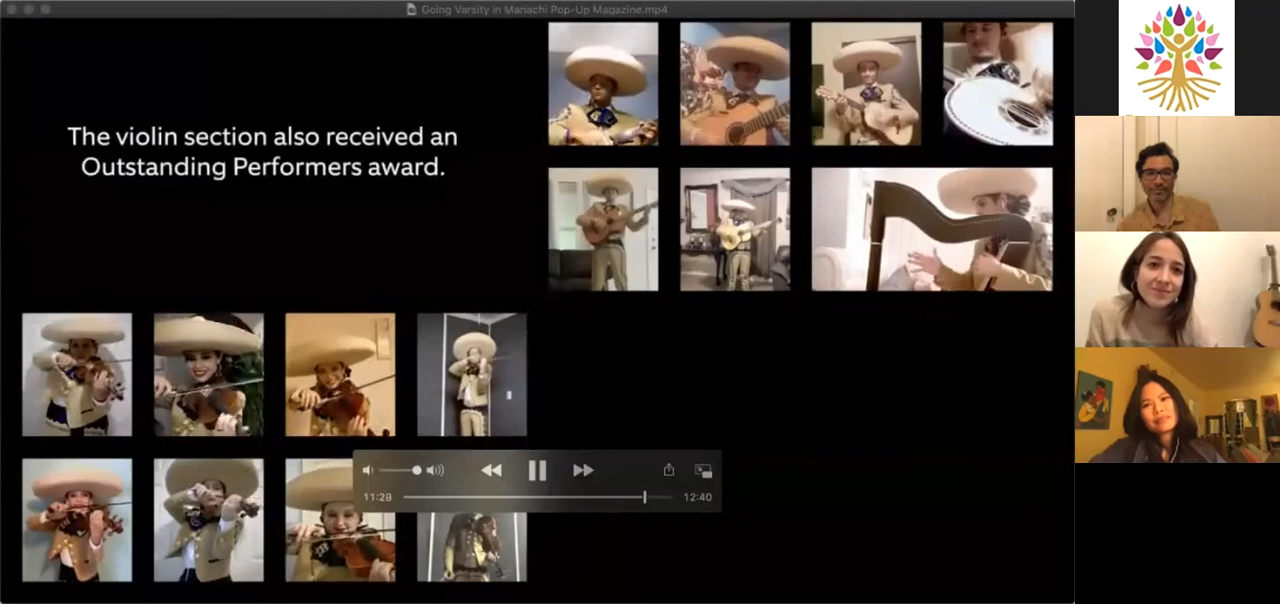 Going Varsity in Mariachi Pop-Up Magazine.mp4
The violin section also received an
Outstanding Performers award.
11:28
12:40